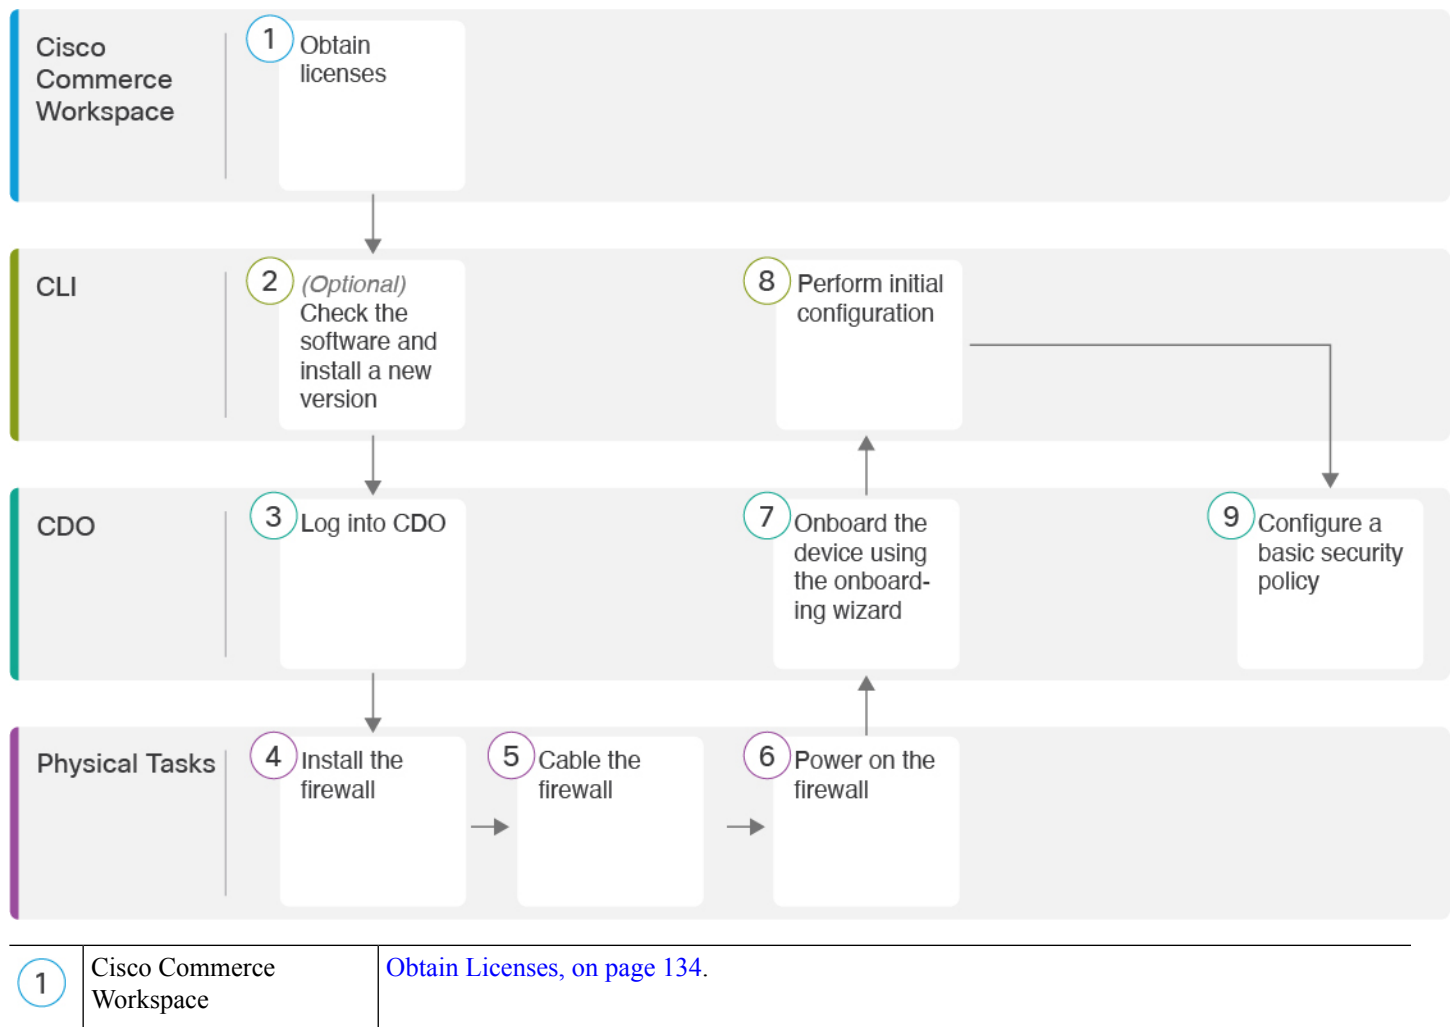 Cisco
Commerce
Workspace
1
Obtain
licenses
CLI
2
(Optional)
Check the
software and
install a new
version
8
Perform initial
configuration
CDO
3
Log into CDO
7
Onboard the
device using
the onboard-
ing wizard
9
Configure a
basic security
policy
Physical Tasks
4
Install the
firewall
5
Cable the
firewall
6
Power on the
firewall
1
Cisco Commerce
Workspace
Obtain Licenses, on page 134.